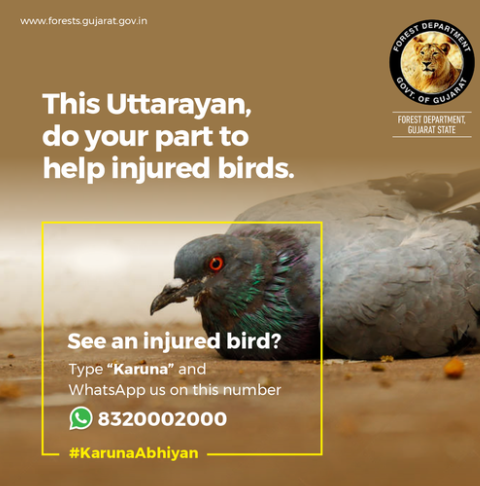 www.forests.gujarat.gov.in
FOREST DEPARTMENT
GOVT. OF GUJARAT
FOREST DEPARTMENT,
GUJARAT STATE
This Uttarayan,
do your part to
help injured birds.
See an injured bird?
Type “Karuna” and
WhatsApp us on this number
8320002000
#KarunaAbhiyan